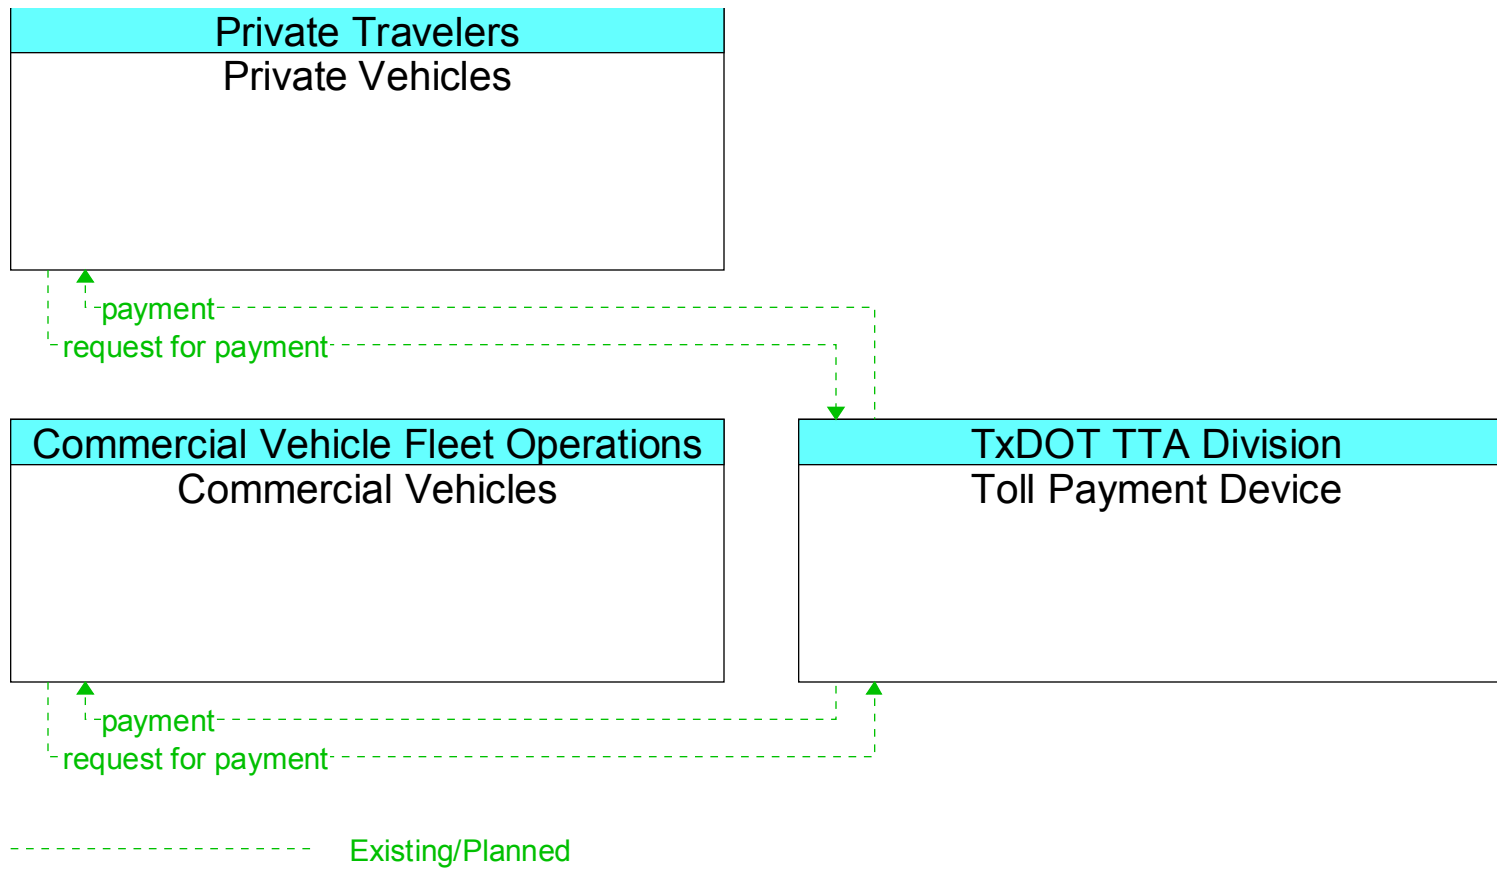 Private Travelers
Private Vehicles
payment
request for payment
Commercial Vehicle Fleet Operations
Commercial Vehicles
TxDOT TTA Division
Toll Payment Device
payment
request for payment
Existing/Planned